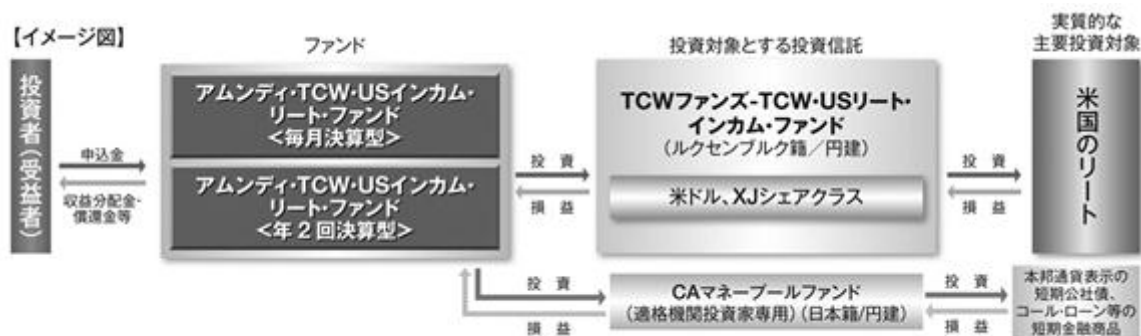 【イメージ図】
ファンド
投資対象とする投資信託
実質的な
主要投資対象
投資者(受益者)
申込金
収益分配金・
償還金等
アムンディ・TCW・USインカム・
リート・ファンド
<毎月決算型>
アムンディ・TCW・USインカム・
リート・ファンド
<年2回決算型>
投 資
損 益
TCWファンズ-TCW・USリート・
インカム・ファンド
(ルクセンブルク籍/円建)
米ドル、XJシェアクラス
投 資
損 益
米国のリート
投 資
損 益
CAマネープールファンド
(適格機関投資家専用)(日本籍/円建)
投 資
損 益
本邦通貨表示の
短期公社債、
コール・ローン等の
短期金融商品